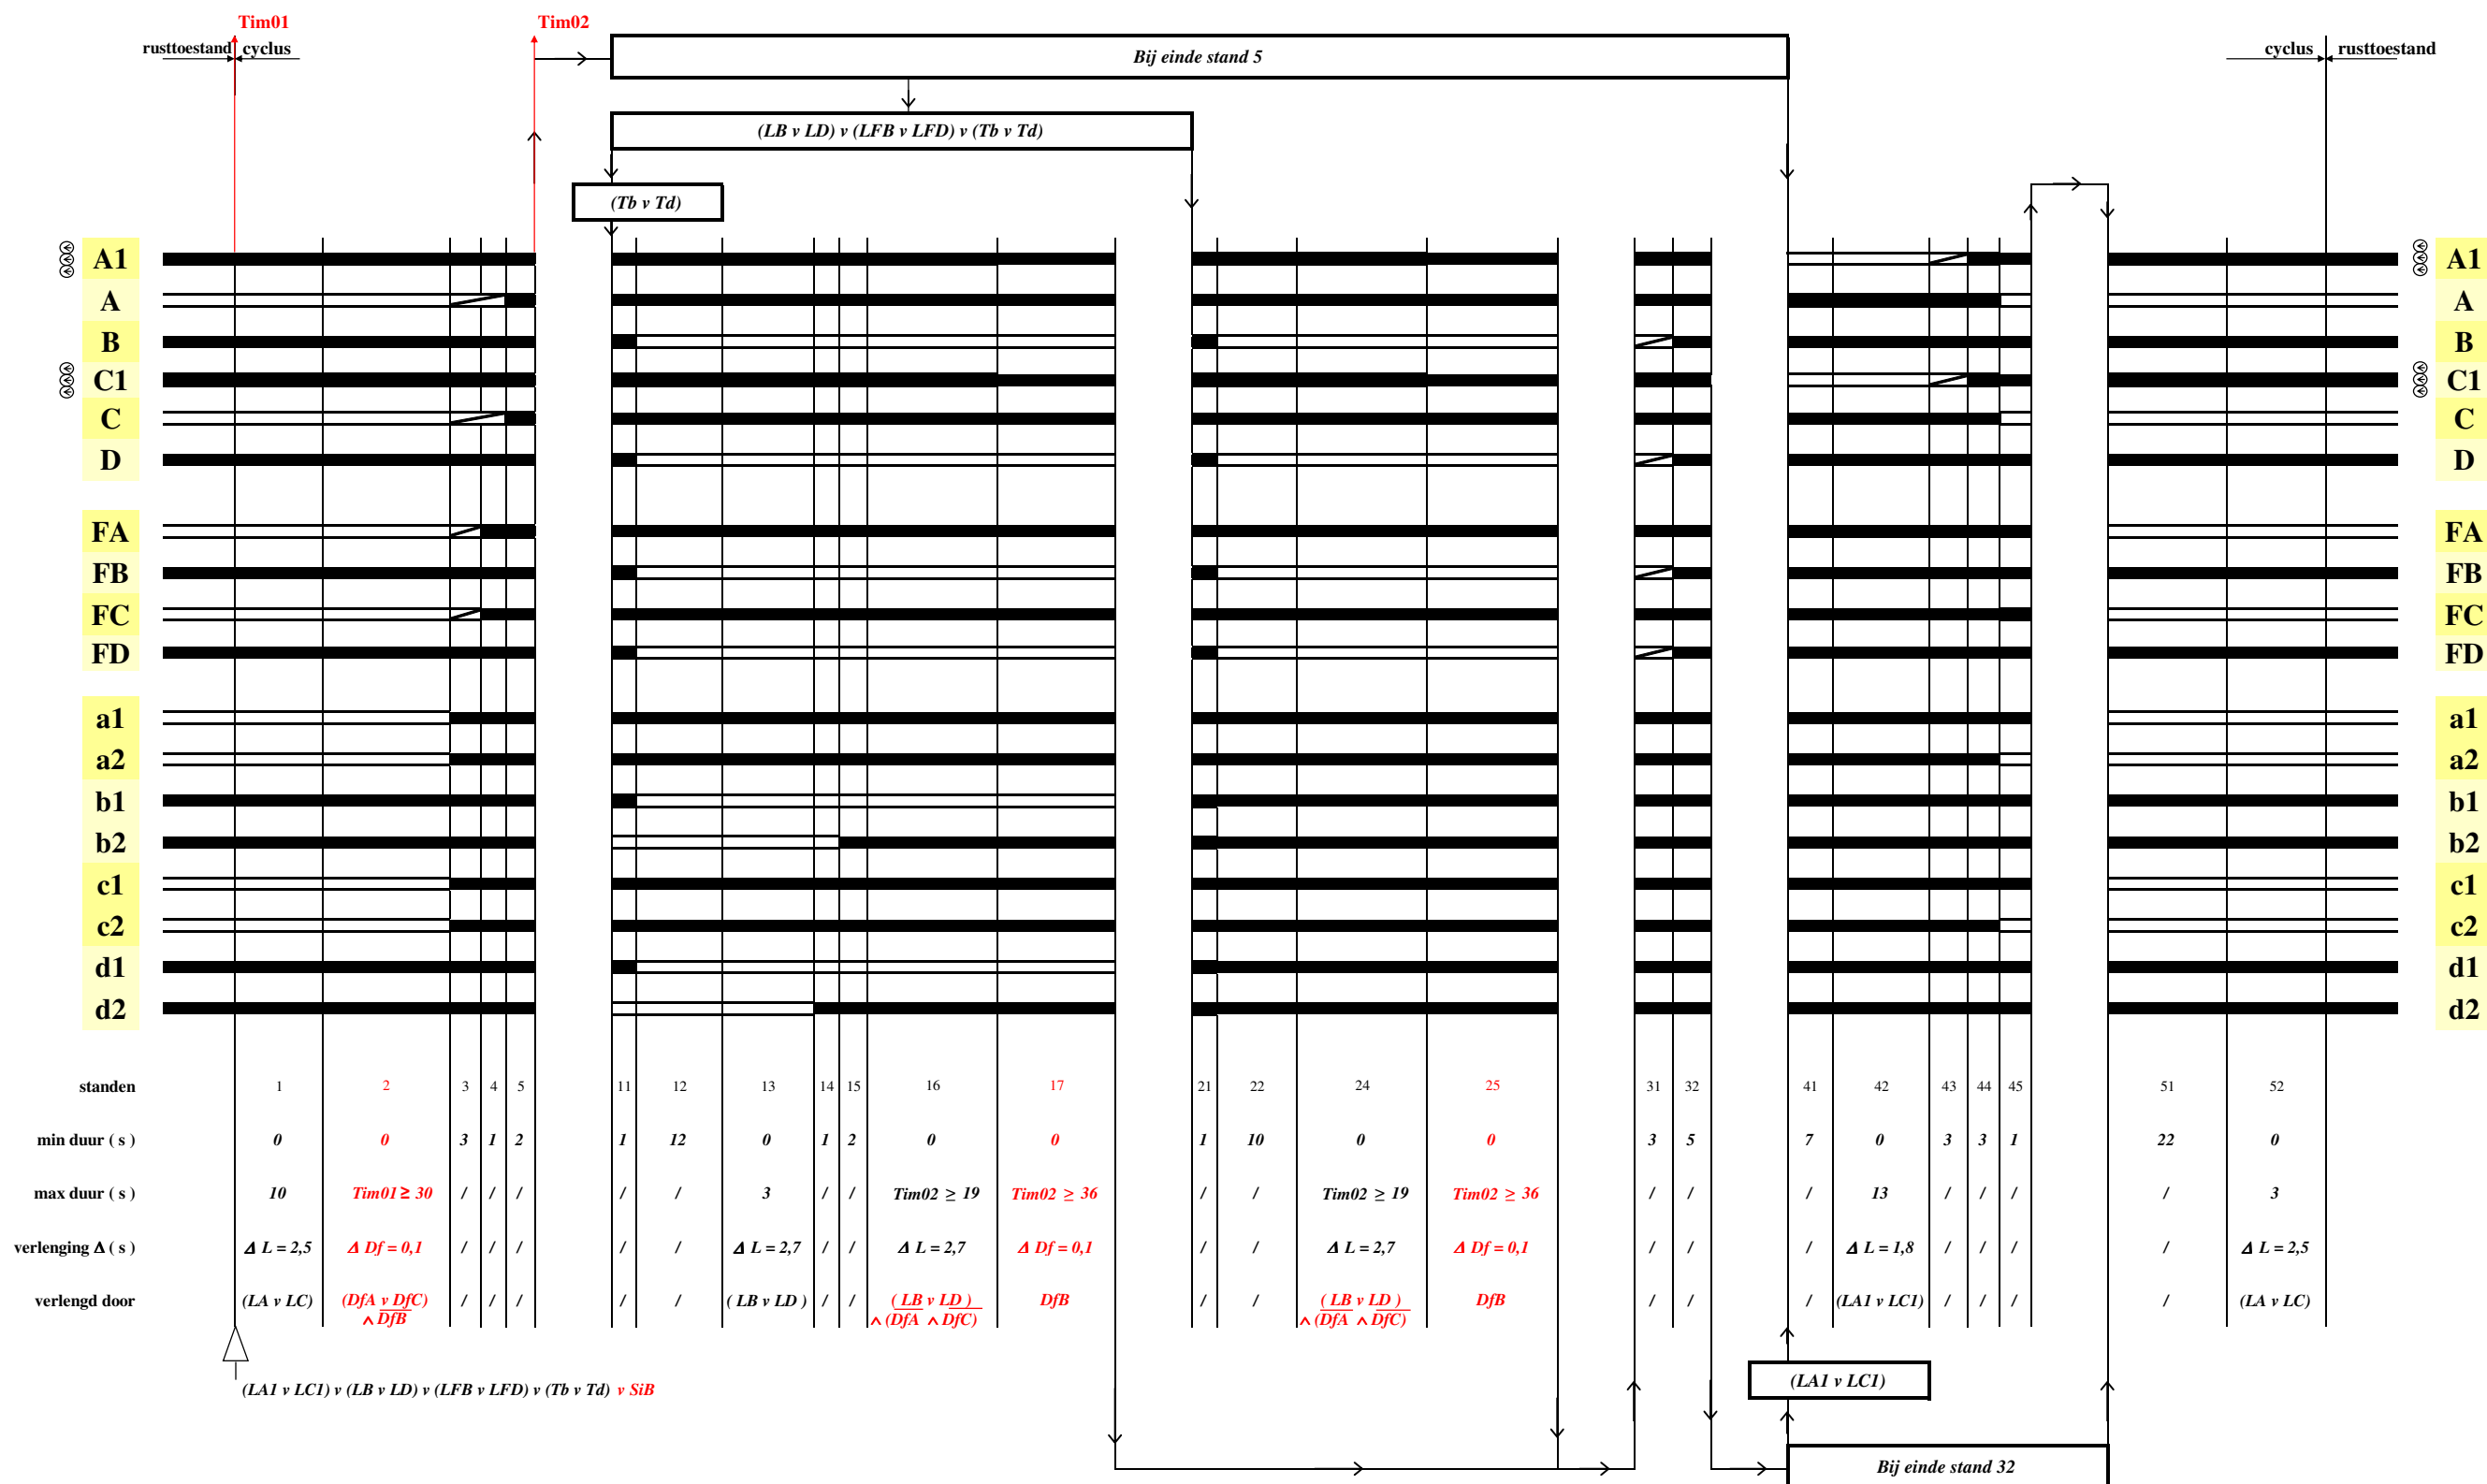 Tim01 Tim02
rusttoestand cyclus Bij einde stand 5 cyclus rusttoestand
(LB v LD) v (LFB v LFD) v (Tb v Td)
(Tb v Td)
A1 A1
A A
B B
C1 C1
C C
D D
FA FA
FB FB
FC FC
FD FD
a1 a1
a2 a2
b1 b1
b2 b2
c1 c1
c2 c2
d1 d1
d2 d2
standen 1 2 3 4 5 11 12 13 14 15 16 17 21 22 24 25 31 32 41 42 43 44 45 51 52
min duur ( s ) 0 0 3 1 2 1 12 0 1 2 0 0 1 10 0 0 3 5 7 0 3 3 1 22 0
max duur ( s ) 10 Tim01 ≥ 30 / / / / / 3 / / Tim02 ≥ 19 Tim02 ≥ 36 / / Tim02 ≥ 19 Tim02 ≥ 36 / / / 13 / / / / 3
verlenging Δ ( s ) Δ L = 2,5 Δ Df = 0,1 / / / / / Δ L = 2,7 / / Δ L = 2,7 Δ Df = 0,1 / / Δ L = 2,7 Δ Df = 0,1 / / / Δ L = 1,8 / / / / Δ L = 2,5
verlengd door (LA v LC) (DfA v DfC) / / / / / ( LB v LD ) / / ( LB v LD ) DfB / / ( LB v LD ) DfB / / / (LA1 v LC1) / / / / (LA v LC)
∧ DfB ∧ (DfA ∧ DfC) ∧ (DfA ∧ DfC)
(LA1 v LC1) v (LB v LD) v (LFB v LFD) v (Tb v Td) v SiB (LA1 v LC1)
Bij einde stand 32